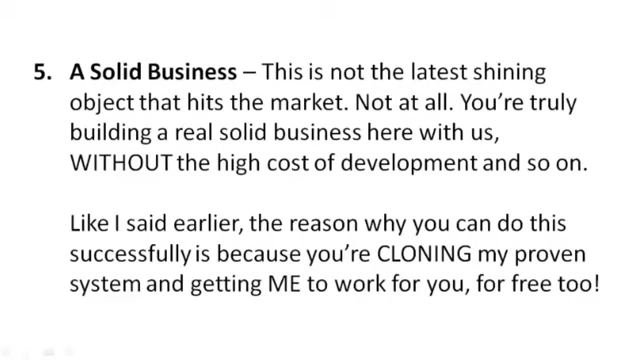 5. A Solid Business – This is not the latest shining
object that hits the market. Not at all. You're truly
building a real solid business here with us,
WITHOUT the high cost of development and so on.
Like I said earlier, the reason why you can do this
successfully is because you're CLONING my proven
system and getting ME to work for you, for free too!